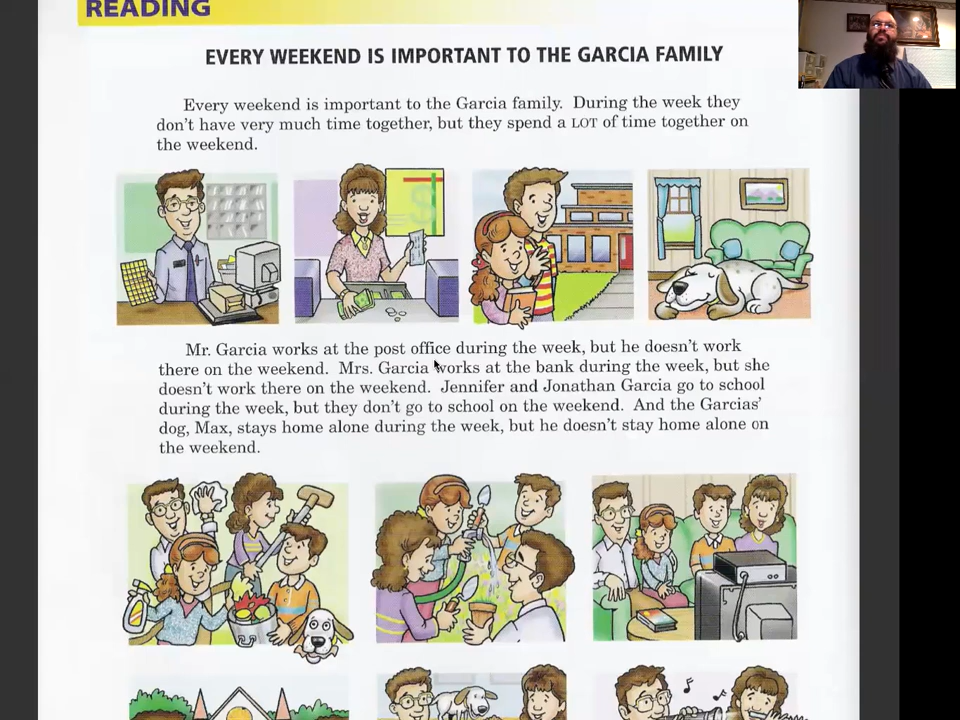 READING
EVERY WEEKEND IS IMPORTANT TO THE GARCIA FAMILY
Every weekend is important to the Garcia family. During the week they
don't have very much time together, but they spend a LOT of time together on
the weekend.
Mr. Garcia works at the post office during the week, but he doesn't work
there on the weekend. Mrs. Garcia works at the bank during the week, but she
doesn't work there on the weekend. Jennifer and Jonathan Garcia go to school
during the week, but they don't go to school on the weekend. And the Garcias'
dog, Max, stays home alone during the week, but he doesn't stay home alone on
the weekend.